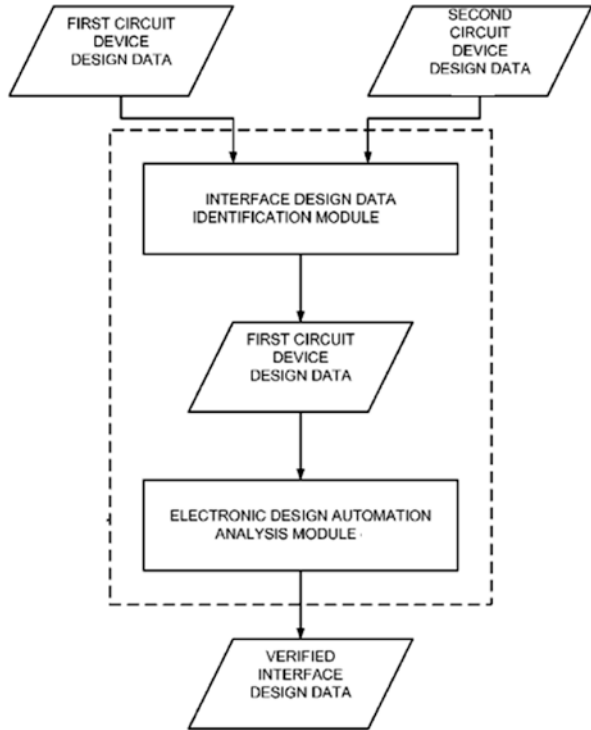 FIRST CIRCUIT
DEVICE
DESIGN DATA
SECOND
CIRCUIT
DEVICE
DESIGN DATA
INTERFACE DESIGN DATA
IDENTIFICATION MODULE
FIRST CIRCUIT
DEVICE
DESIGN DATA
ELECTRONIC DESIGN AUTOMATION
ANALYSIS MODULE
VERIFIED
INTERFACE
DESIGN DATA